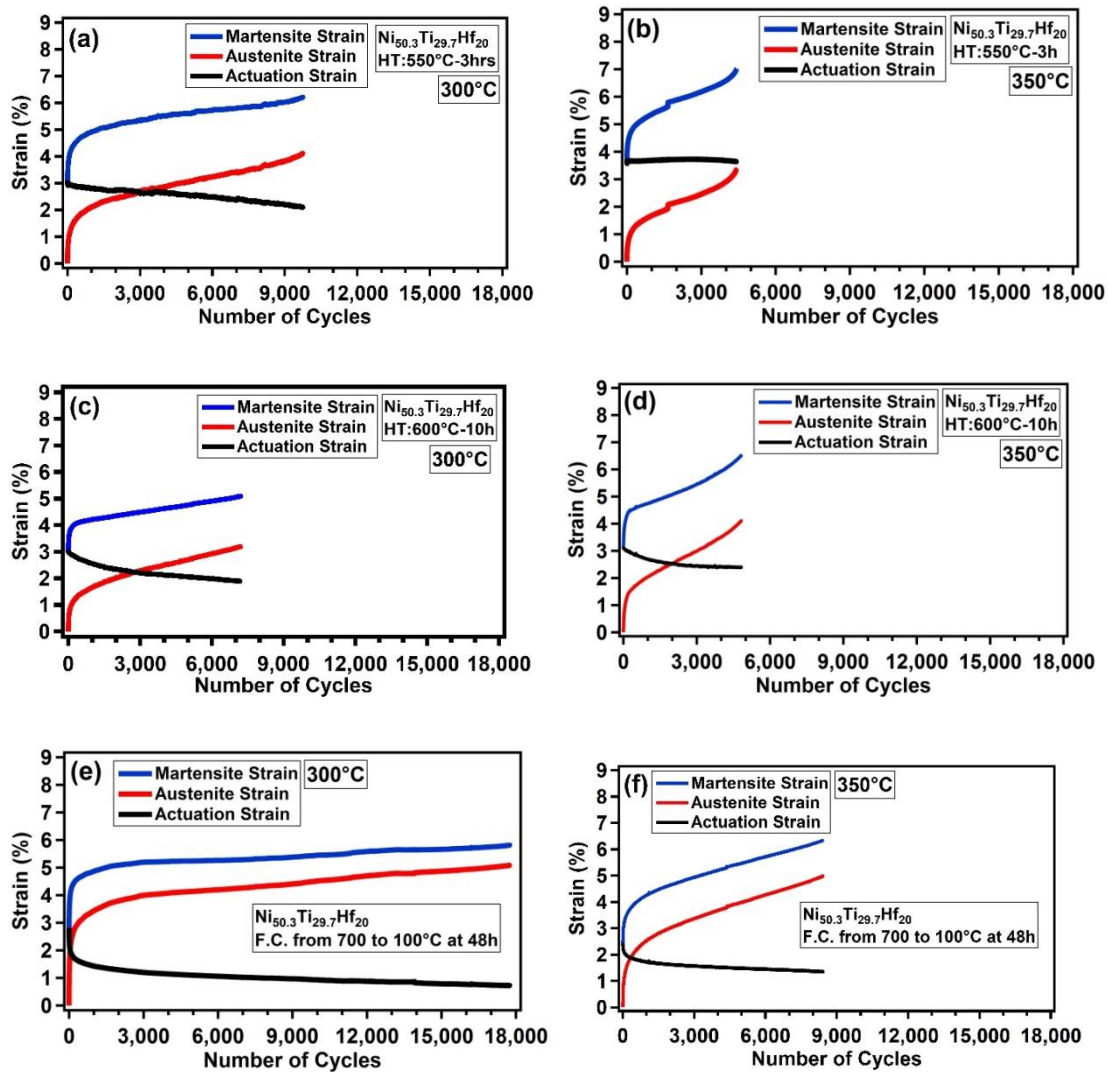 (a)
Martensite Strain
Austenite Strain
Actuation Strain
Ni50.3Ti29.7Hf20
HT:550°C-3hrs
300°C
Strain (%)
9
8
7
6
5
4
3
2
1
0
0 3,000 6,000 9,000 12,000 15,000 18,000
Number of Cycles
(b)
Martensite Strain
Austenite Strain
Actuation Strain
Ni50.3Ti29.7Hf20
HT:550°C-3h
350°C
Strain (%)
9
8
7
6
5
4
3
2
1
0
0 3,000 6,000 9,000 12,000 15,000 18,000
Number of Cycles
(c)
Martensite Strain
Austenite Strain
Actuation Strain
Ni50.3Ti29.7Hf20
HT:600°C-10h
300°C
Strain (%)
9
8
7
6
5
4
3
2
1
0
0 3,000 6,000 9,000 12,000 15,000 18,000
Number of Cycles
(d)
Martensite Strain
Austenite Strain
Actuation Strain
Ni50.3Ti29.7Hf20
HT:600°C-10h
350°C
Strain (%)
9
8
7
6
5
4
3
2
1
0
0 3,000 6,000 9,000 12,000 15,000 18,000
Number of Cycles
(e)
Martensite Strain
Austenite Strain
Actuation Strain
300°C
Ni50.3Ti29.7Hf20
F.C. from 700 to 100°C at 48h
Strain (%)
9
8
7
6
5
4
3
2
1
0
0 3,000 6,000 9,000 12,000 15,000 18,000
Number of Cycles
(f)
350°C
Martensite Strain
Austenite Strain
Actuation Strain
Ni50.3Ti29.7Hf20
F.C. from 700 to 100°C at 48h
Strain (%)
9
8
7
6
5
4
3
2
1
0
0 3,000 6,000 9,000 12,000 15,000 18,000
Number of Cycles